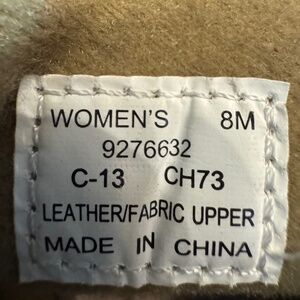 WOMEN'S 8M
9276632
C-13 CH73
LEATHER/FABRIC UPPER
MADE IN CHINA